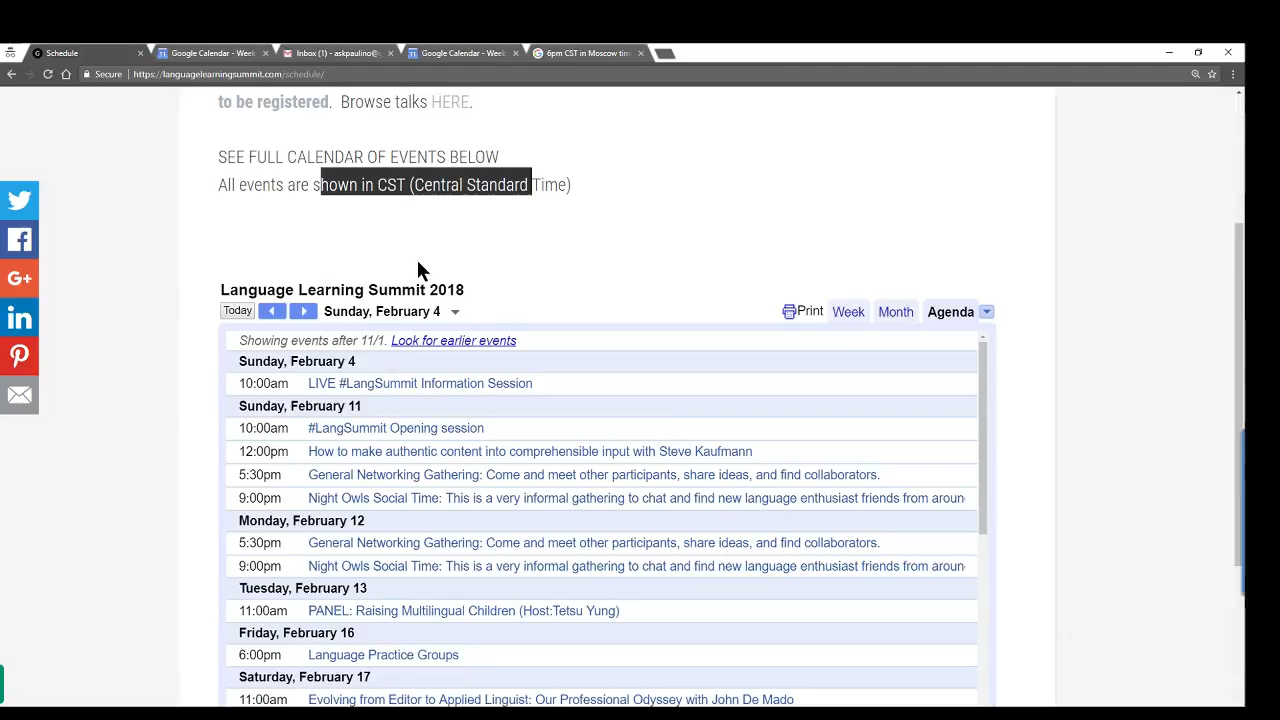 Schedule
Google Calendar - Week
Inbox (1) - askpaulino@g
Google Calendar - Week
6pm CST in Moscow tim
Secure
https://languagelearningsummit.com/schedule/
to be registered. Browse talks HERE.
SEE FULL CALENDAR OF EVENTS BELOW
All events are shown in CST (Central Standard Time)
Language Learning Summit 2018
Today
Sunday, February 4
Print
Week
Month
Agenda
Showing events after 11/1. Look for earlier events
Sunday, February 4
10:00am LIVE #LangSummit Information Session
Sunday, February 11
10:00am #LangSummit Opening session
12:00pm How to make authentic content into comprehensible input with Steve Kaufmann
5:30pm General Networking Gathering: Come and meet other participants, share ideas, and find collaborators.
9:00pm Night Owls Social Time: This is a very informal gathering to chat and find new language enthusiast friends from aroun
Monday, February 12
5:30pm General Networking Gathering: Come and meet other participants, share ideas, and find collaborators.
9:00pm Night Owls Social Time: This is a very informal gathering to chat and find new language enthusiast friends from aroun
Tuesday, February 13
11:00am PANEL: Raising Multilingual Children (Host:Tetsu Yung)
Friday, February 16
6:00pm Language Practice Groups
Saturday, February 17
11:00am Evolving from Editor to Applied Linguist: Our Professional Odyssey with John De Mado